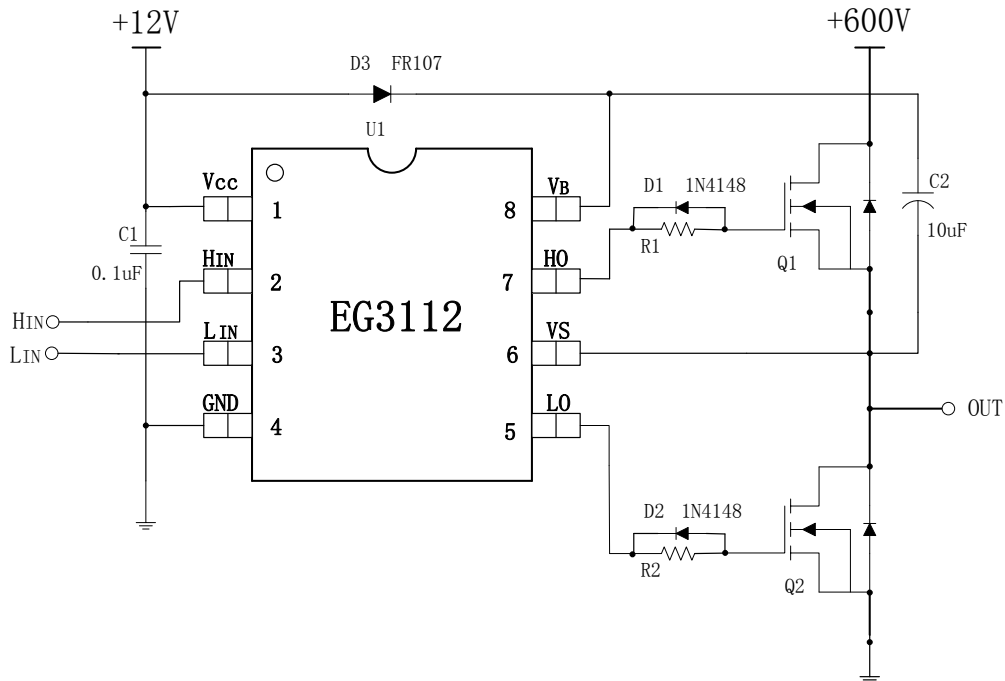 +12V
+600V
D3 FR107
U1
Vcc
1
HIN
2
LIN
3
GND
4
EG3112
VB
8
HO
7
VS
6
LO
5
C1
0.1uF
HIN
LIN
D1 1N4148
R1
Q1
C2
10uF
OUT
D2 1N4148
R2
Q2